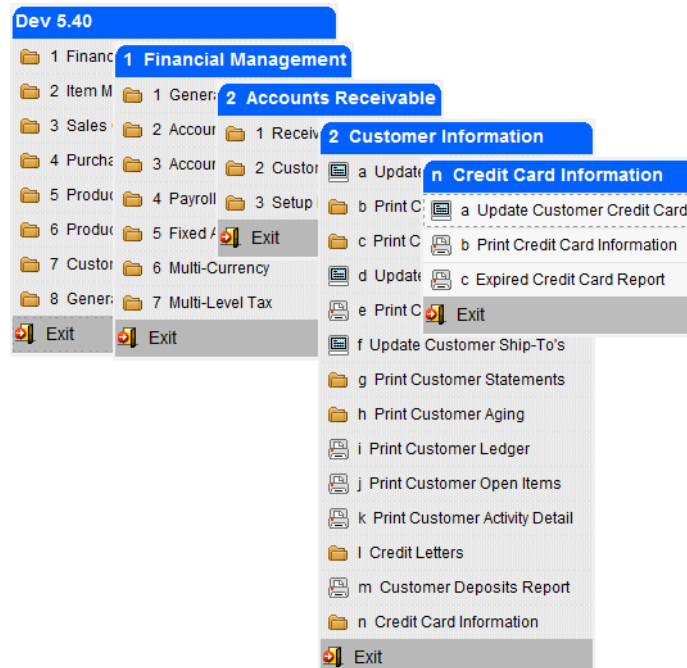 Dev 5.40
1 Financ
2 Item M
3 Sales
4 Purcha
5 Produc
6 Produc
7 Custor
8 Genera
Exit
1 Financial Management
1 Genera
2 Accour
3 Accour
4 Payroll
5 Fixed A
6 Multi-Currency
7 Multi-Level Tax
Exit
2 Accounts Receivable
1 Receiv
2 Custor
3 Setup
Exit
2 Customer Information
a Update
b Print C
c Print C
d Update
e Print C
f Update Customer Ship-To's
g Print Customer Statements
h Print Customer Aging
i Print Customer Ledger
j Print Customer Open Items
k Print Customer Activity Detail
l Credit Letters
m Customer Deposits Report
n Credit Card Information
Exit
n Credit Card Information
a Update Customer Credit Card
b Print Credit Card Information
c Expired Credit Card Report
Exit